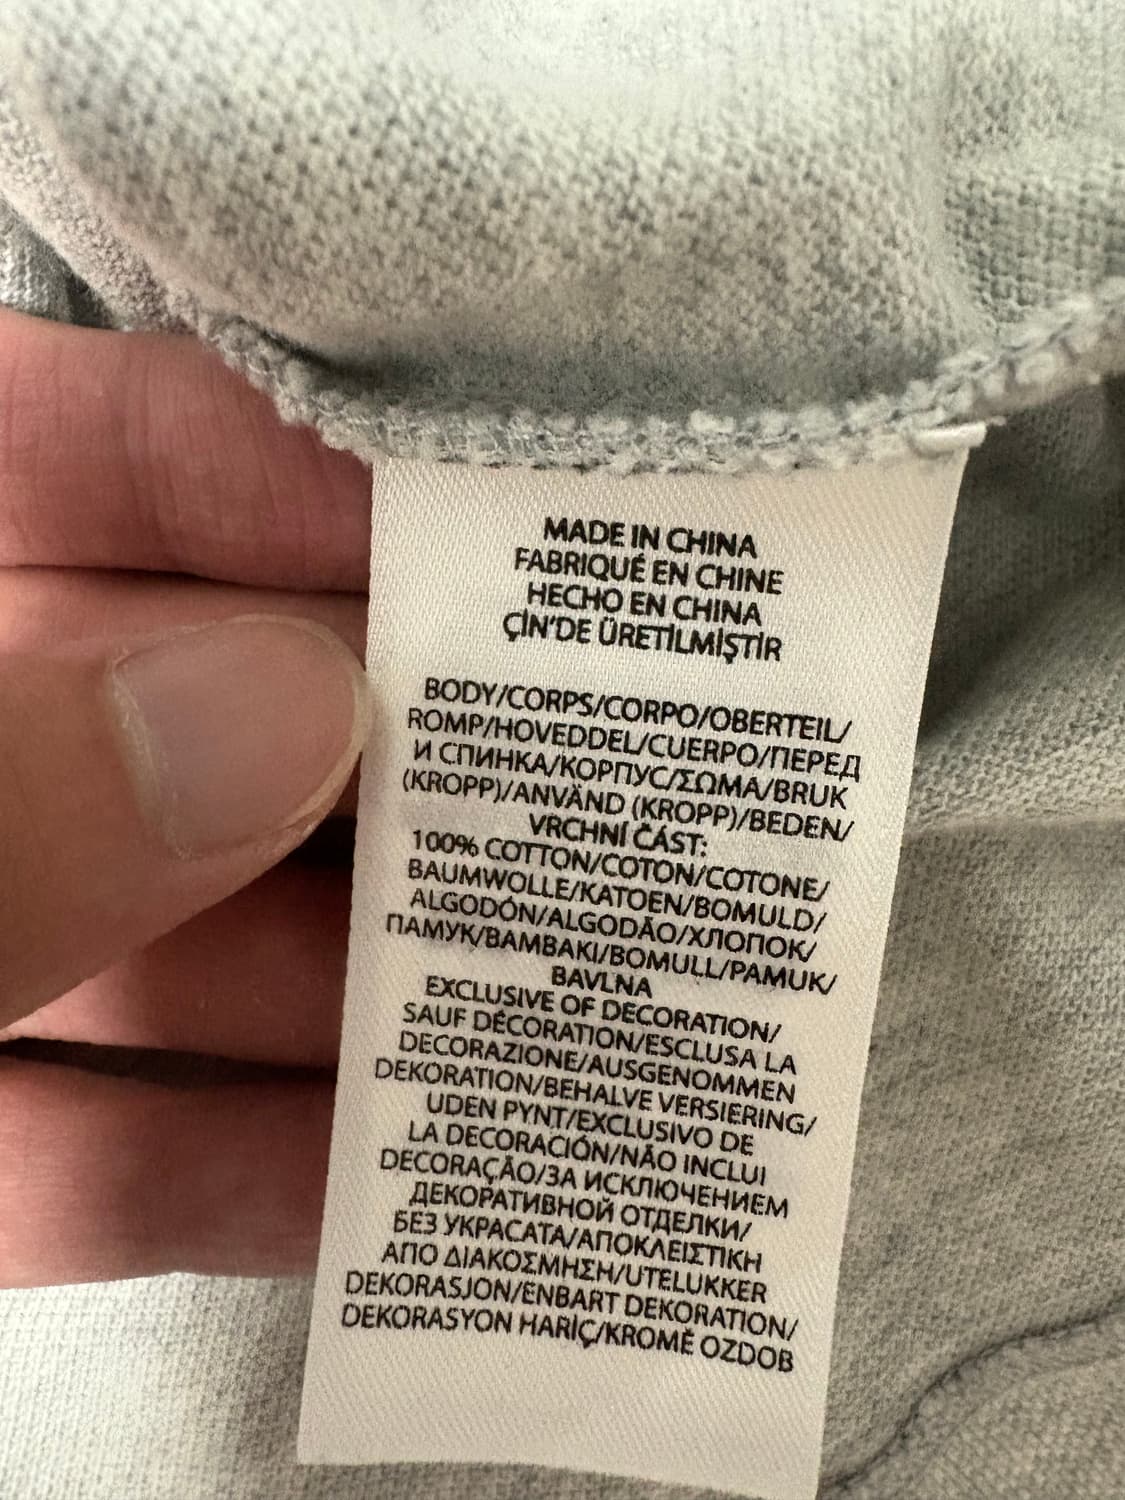 MADE IN CHINA
FABRIQUÉ EN CHINE
HECHO EN CHINA
ÇİN'DE ÜRETİLMİŞTİR
BODY/CORPS/CORPO/OBERTEIL/
ROMP/HOVEDDEL/CUERPO/ПЕРЕД
И СПИНКА/КОРПУС/ΣΩΜΑ/BRUK
(KROPP)/ANVÄND (KROPP)/BEDEN/
VRCHNÍ ČÁST:
100% COTTON/COTON/COTONE/
BAUMWOLLE/KATOEN/BOMULD/
ALGODÓN/ALGODÃO/ХЛОПОК/
ПАМУК/BAMBAKI/BOMULL/PAMUK/
BAVLNA
EXCLUSIVE OF DECORATION/
SAUF DÉCORATION/ESCLUSA LA
DECORAZIONE/AUSGENOMMEN
DEKORATION/BEHALVE VERSIERING/
UDEN PYNT/EXCLUSIVO DE
LA DECORACIÓN/NÃO INCLUI
DECORAÇÃO/ЗА ИСКЛЮЧЕНИЕМ
ДЕКОРАТИВНОЙ ОТДЕЛКИ/
БЕЗ УКРАСАТА/ΑΠΟΚΛΕΙΣΤΙΚΗ
ΑΠΟ ΔΙΑΚΟΣΜΗΣΗ/UTELUKKER
DEKORASJON/ENBART DEKORATION/
DEKORASYON HARİÇ/KROMĚ OZDOB